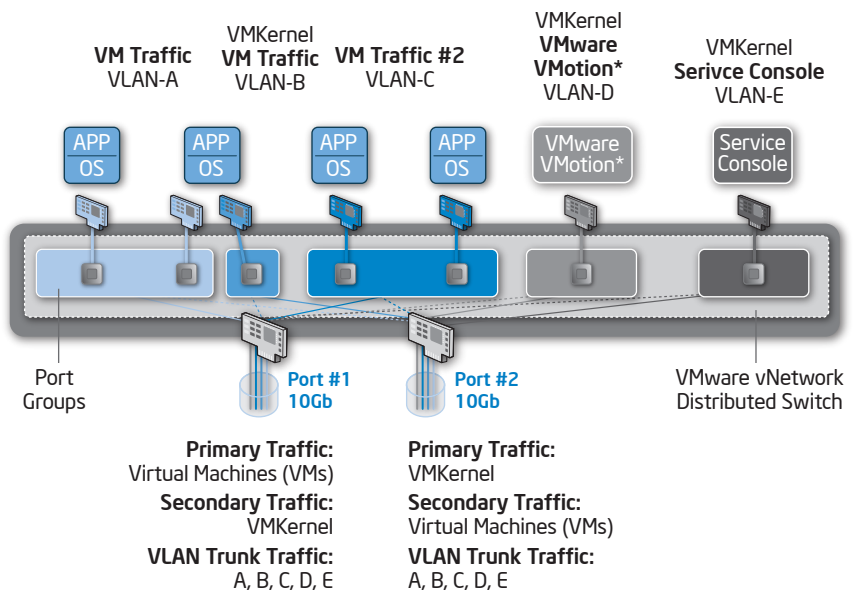 VM Traffic
VLAN-A
VMKernel
VM Traffic
VLAN-B
VM Traffic #2
VLAN-C
VMKernel
VMware
VMotion*
VLAN-D
VMKernel
Serivce Console
VLAN-E
APP
OS
APP
OS
APP
OS
APP
OS
VMware
VMotion*
Service
Console
Port
Groups
Port #1
10Gb
Port #2
10Gb
VMware vNetwork
Distributed Switch
Primary Traffic:
Virtual Machines (VMs)
Secondary Traffic:
VMKernel
VLAN Trunk Traffic:
A, B, C, D, E
Primary Traffic:
VMKernel
Secondary Traffic:
Virtual Machines (VMs)
VLAN Trunk Traffic:
A, B, C, D, E